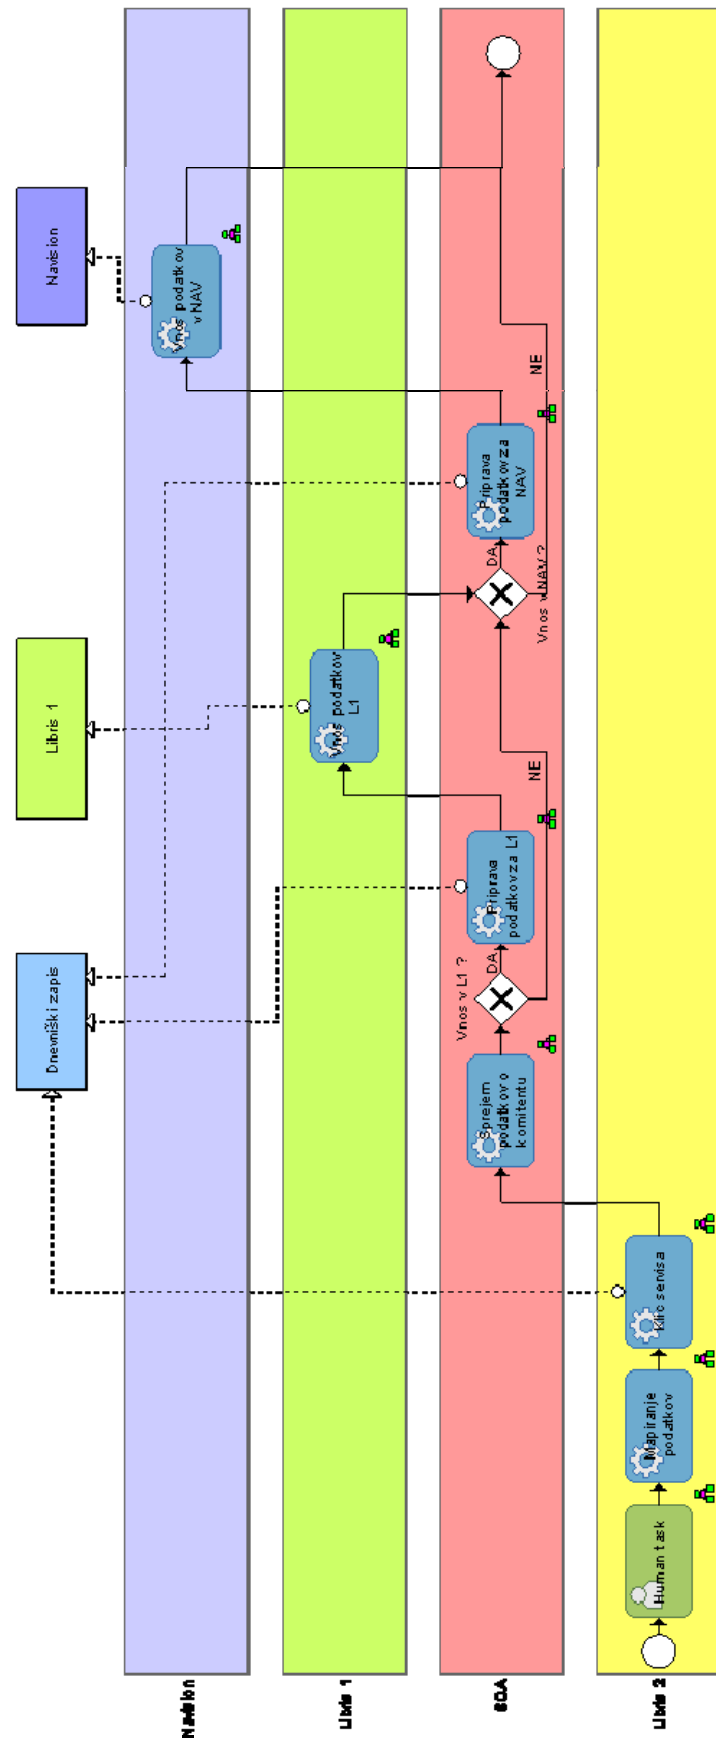 Navision
Libris 1
Dnevniški zapis
Navision
Vnos podatkov
v NAV
Libris 1
Vnos podatkov
L1
SOA
Sprejem
podatkov o
komitentu
Vnos v L1 ?
DA
NE
Priprava
podatkov za L1
Vnos v NAV ?
DA
NE
Priprava
podatkov za
NAV
Libris 2
Human task
Mapiranje
podatkov
Klic servisa